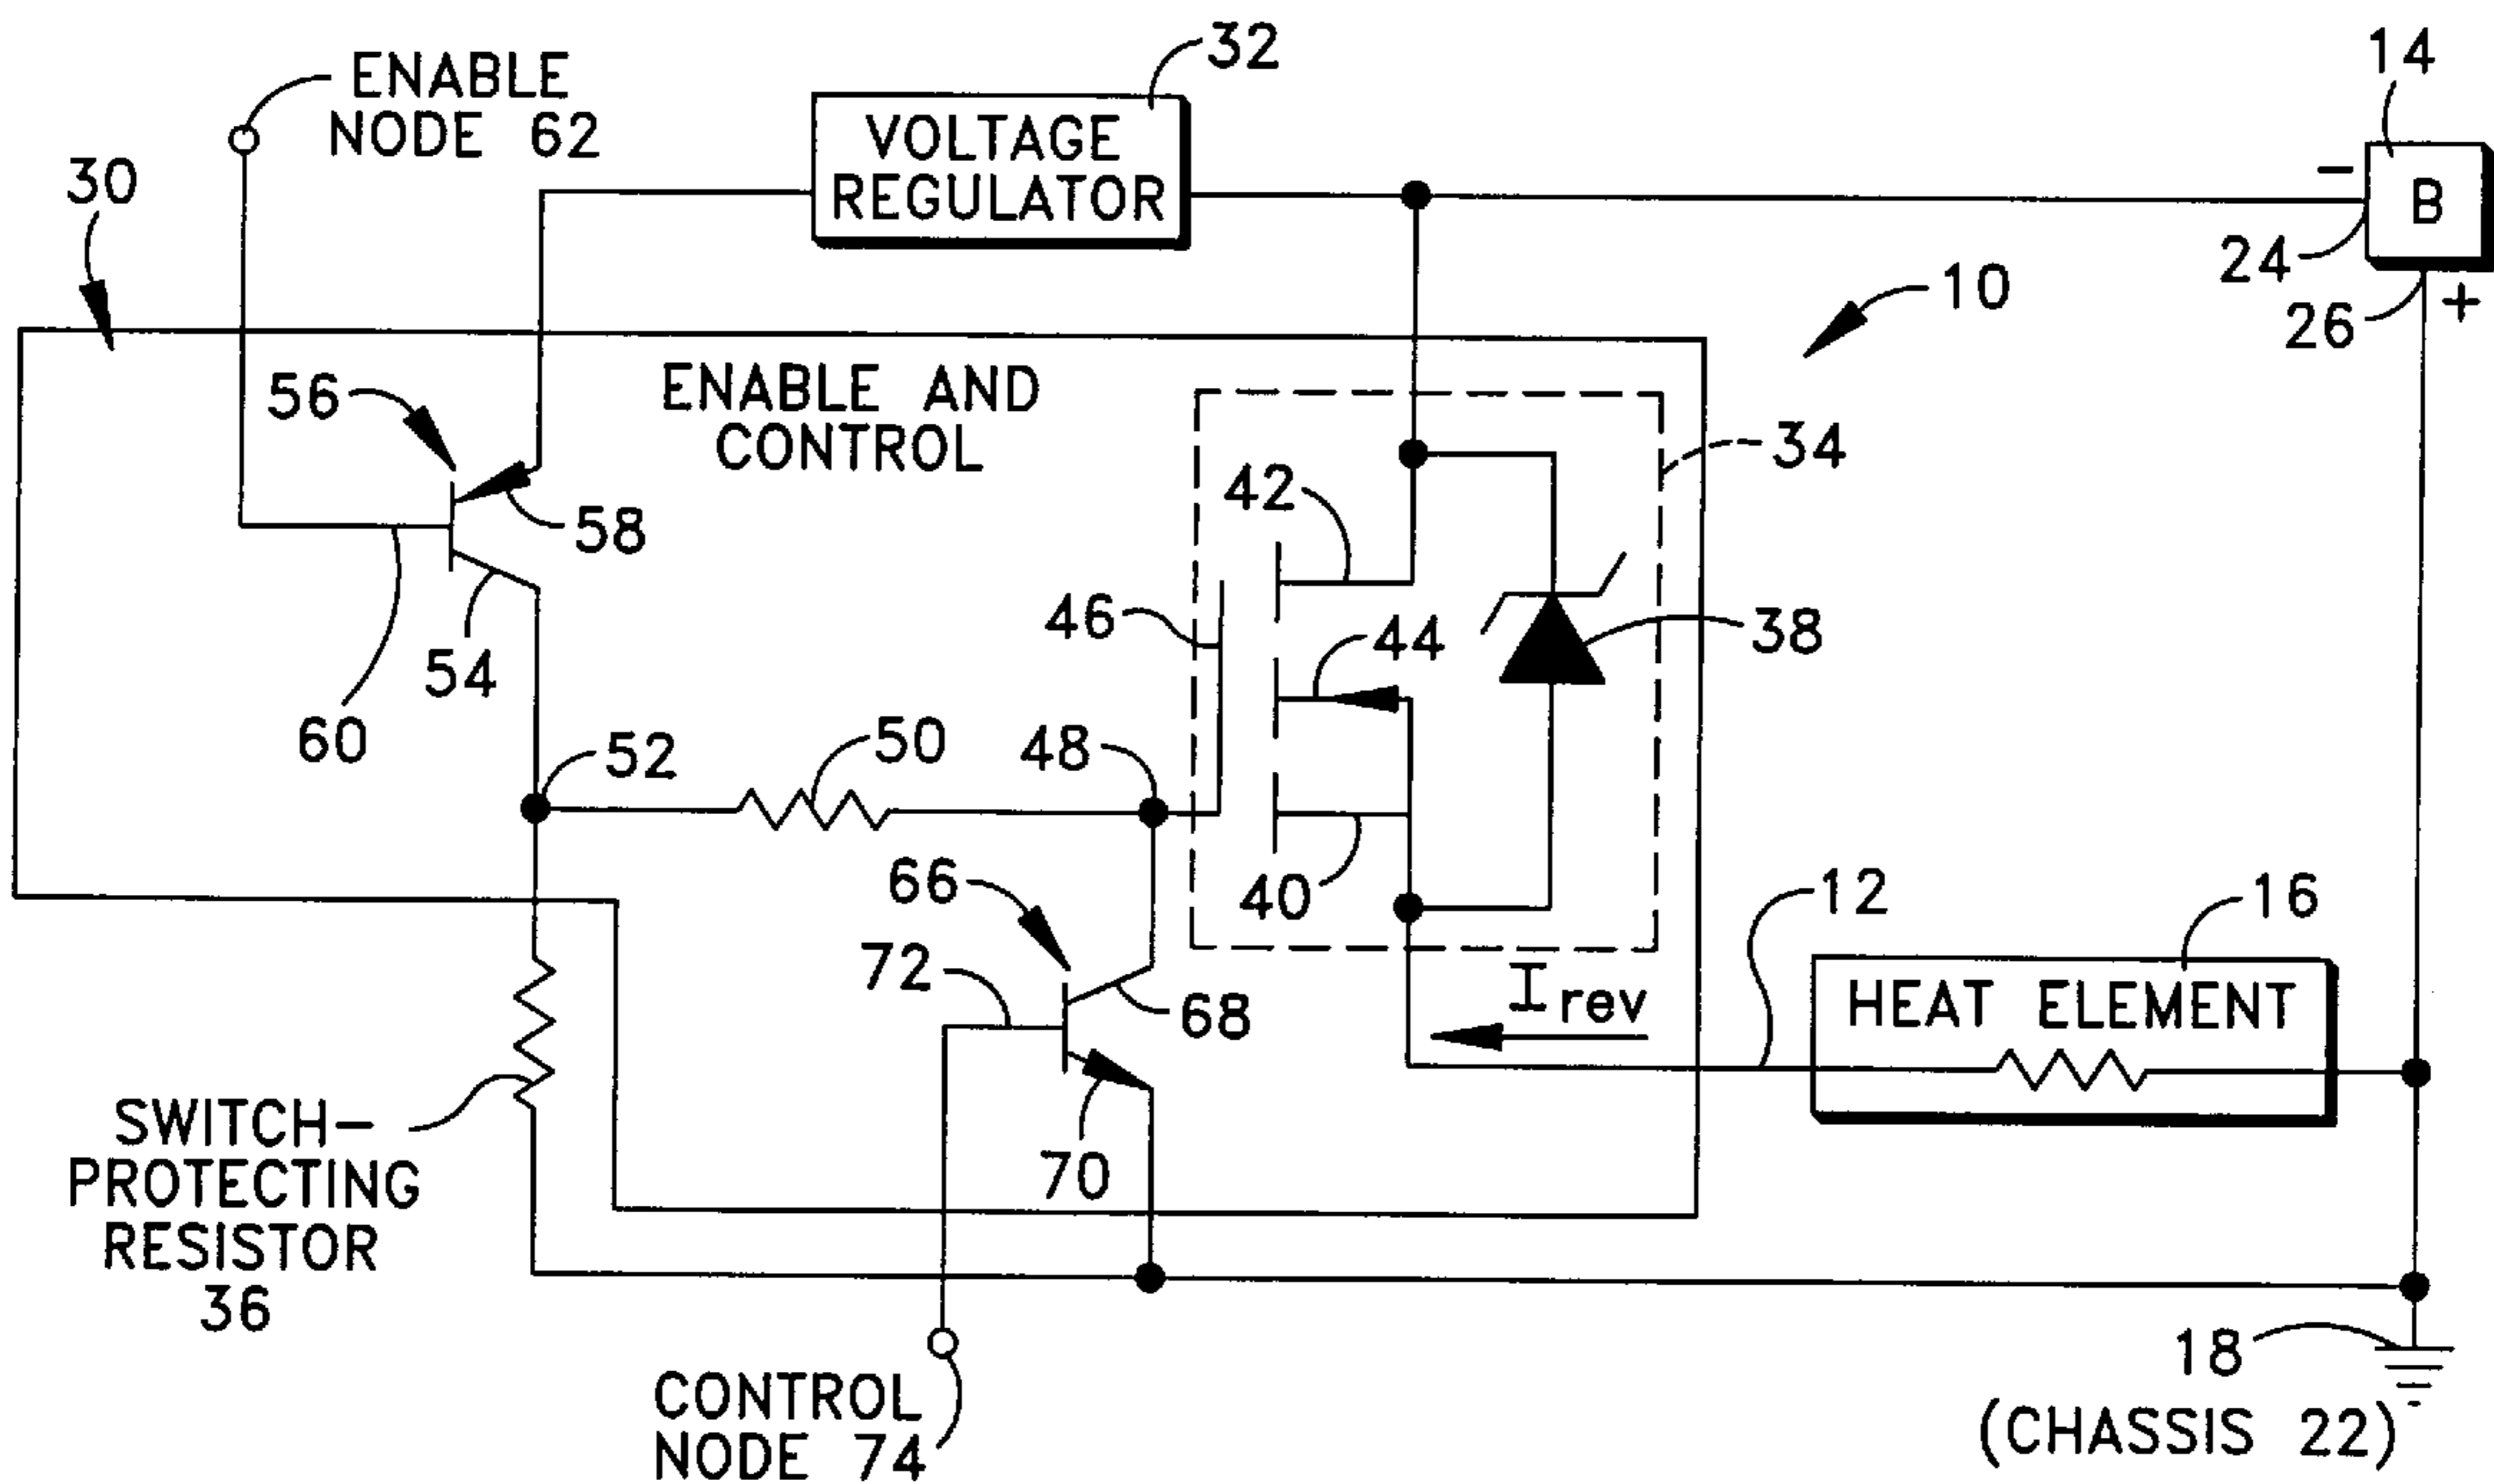 32
14
ENABLE
NODE 62
VOLTAGE
REGULATOR
30
-
B
24
10
26
+
56
ENABLE AND
CONTROL
34
42
58
46
44
38
54
60
52
50
48
66
40
12
16
72
68
Irev
HEAT ELEMENT
SWITCH-
PROTECTING
RESISTOR
36
70
18
(CHASSIS 22)
CONTROL
NODE 74